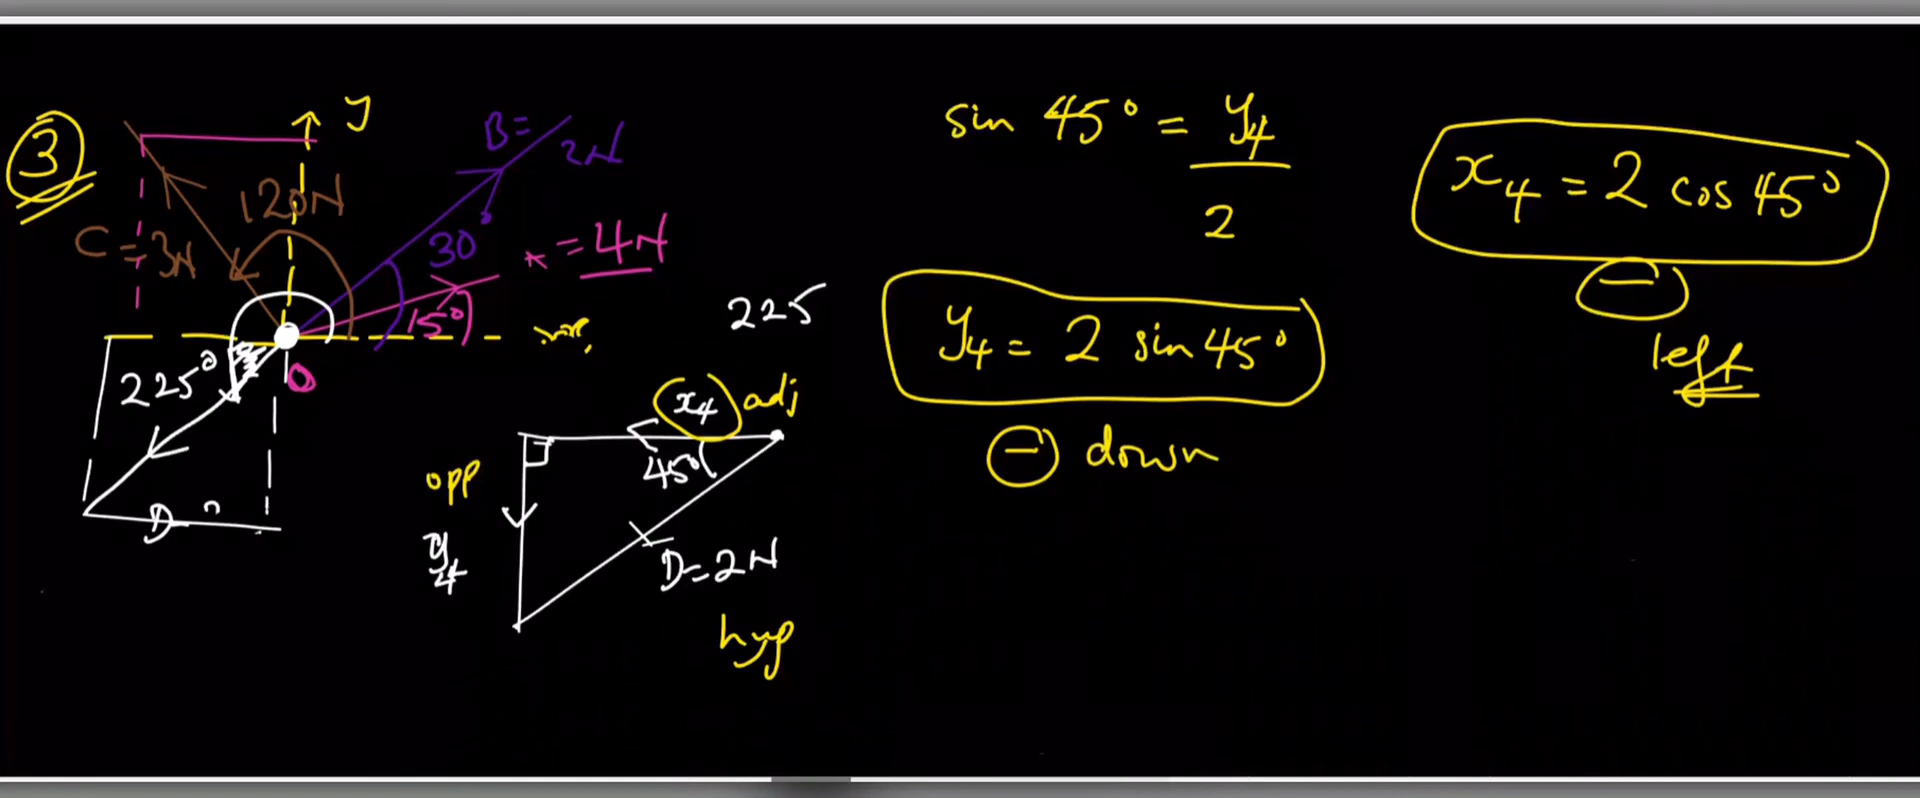 3
y
B=
2N
120N
C=3N
30°
x = 4N
15°
225°
O
D
225
x4 adj
45°
opp
y4
D=2N
hyp
sin 45° = y4
2
y4 = 2 sin 45°
− down
x4 = 2 cos 45°
−
left